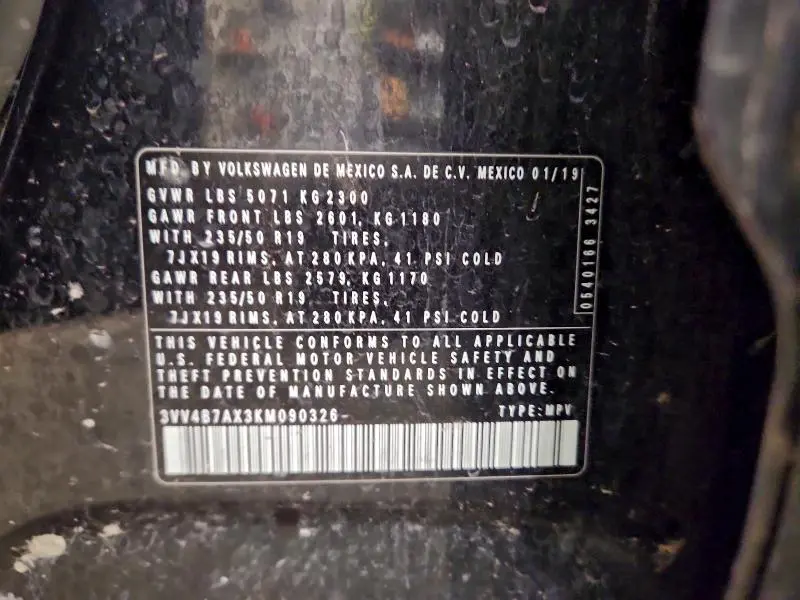 MFD. BY VOLKSWAGEN DE MEXICO S.A. DE C.V. MEXICO 01/19
GVWR LBS 5071 KG 2300
GAWR FRONT LBS 2601, KG 1180
WITH 235/50 R19 TIRES,
7JX19 RIMS, AT 280 KPA, 41 PSI COLD
GAWR REAR LBS 2579, KG 1170
WITH 235/50 R19 TIRES,
7JX19 RIMS, AT 280 KPA, 41 PSI COLD
0540166 3427
THIS VEHICLE CONFORMS TO ALL APPLICABLE
U.S. FEDERAL MOTOR VEHICLE SAFETY AND
THEFT PREVENTION STANDARDS IN EFFECT ON
THE DATE OF MANUFACTURE SHOWN ABOVE.
3VV4B7AX3KM090326- TYPE: MPV